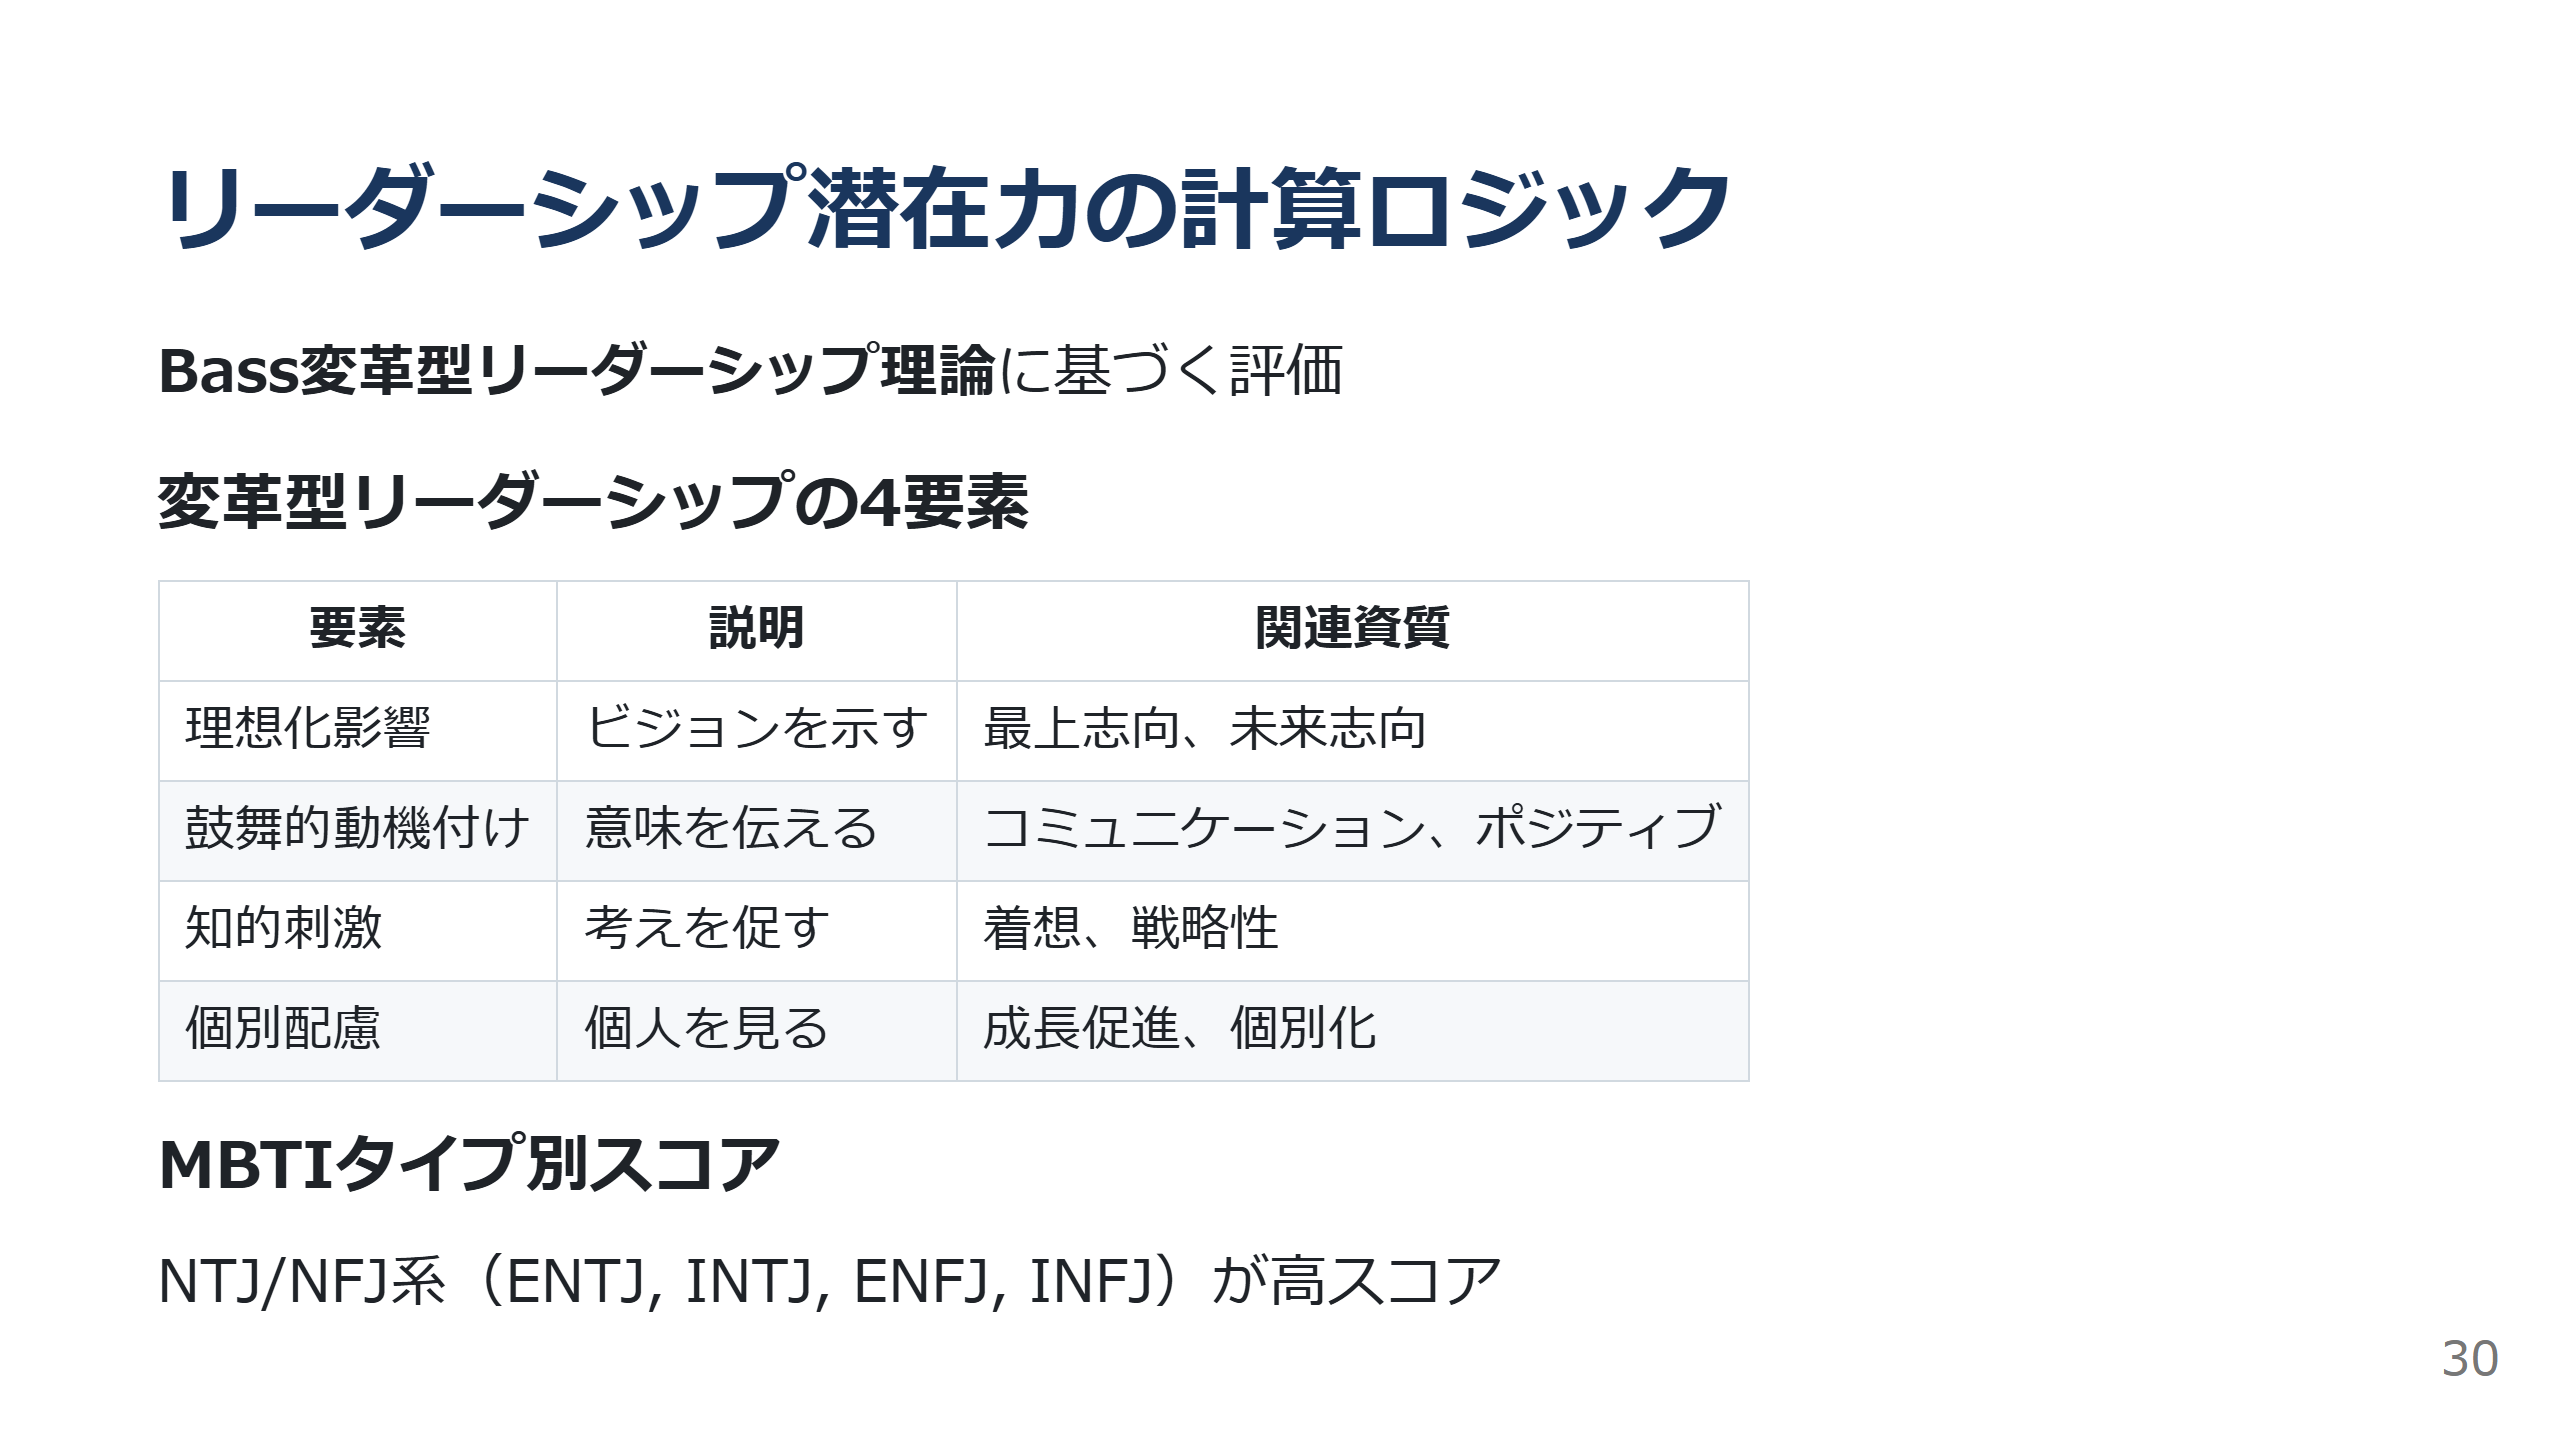 リーダーシップ潜在力の計算ロジック
Bass変革型リーダーシップ理論に基づく評価
変革型リーダーシップの4要素
要素 説明 関連資質
理想化影響 ビジョンを示す 最上志向、未来志向
鼓舞的動機付け 意味を伝える コミュニケーション、ポジティブ
知的刺激 考えを促す 着想、戦略性
個別配慮 個人を見る 成長促進、個別化
MBTIタイプ別スコア
NTJ/NFJ系（ENTJ, INTJ, ENFJ, INFJ）が高スコア
30